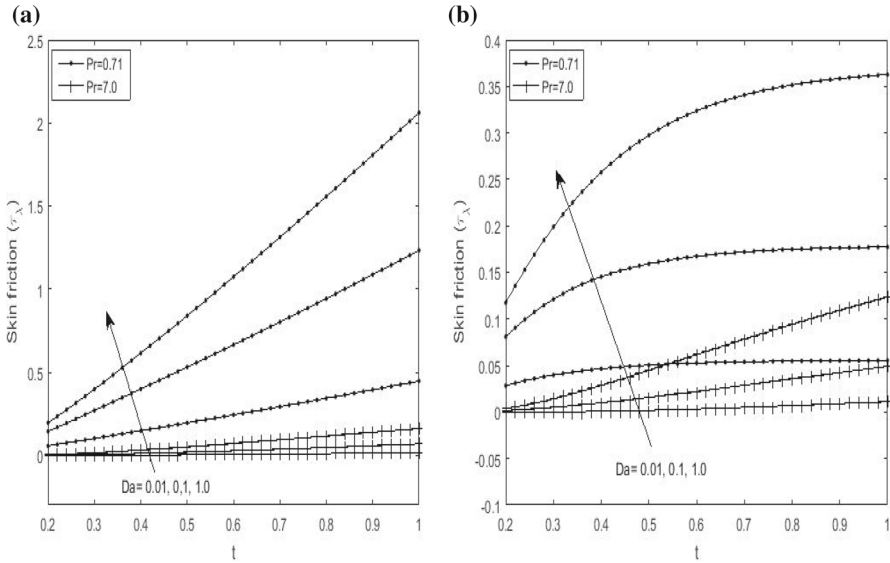 (a)
2.5
2
1.5
1
0.5
0
Skin friction (τλ)
Pr=0.71
Pr=7.0
Da= 0.01, 0,1, 1.0
0.2 0.3 0.4 0.5 0.6 0.7 0.8 0.9 1
t
(b)
0.4
0.35
0.3
0.25
0.2
0.15
0.1
0.05
0
-0.05
-0.1
Skin friction (τλ)
Pr=0.71
Pr=7.0
Da= 0.01, 0.1, 1.0
0.2 0.3 0.4 0.5 0.6 0.7 0.8 0.9 1
t